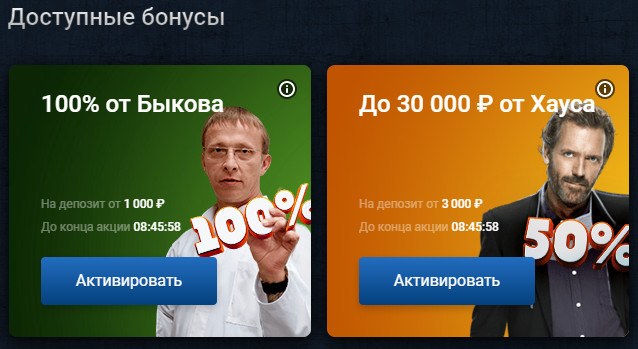 Доступные бонусы
100% от Быкова
На депозит от 1 000 ₽
До конца акции 08:45:58
100%
Активировать
До 30 000 ₽ от Хауса
На депозит от 3 000 ₽
До конца акции 08:45:58
50%
Активировать